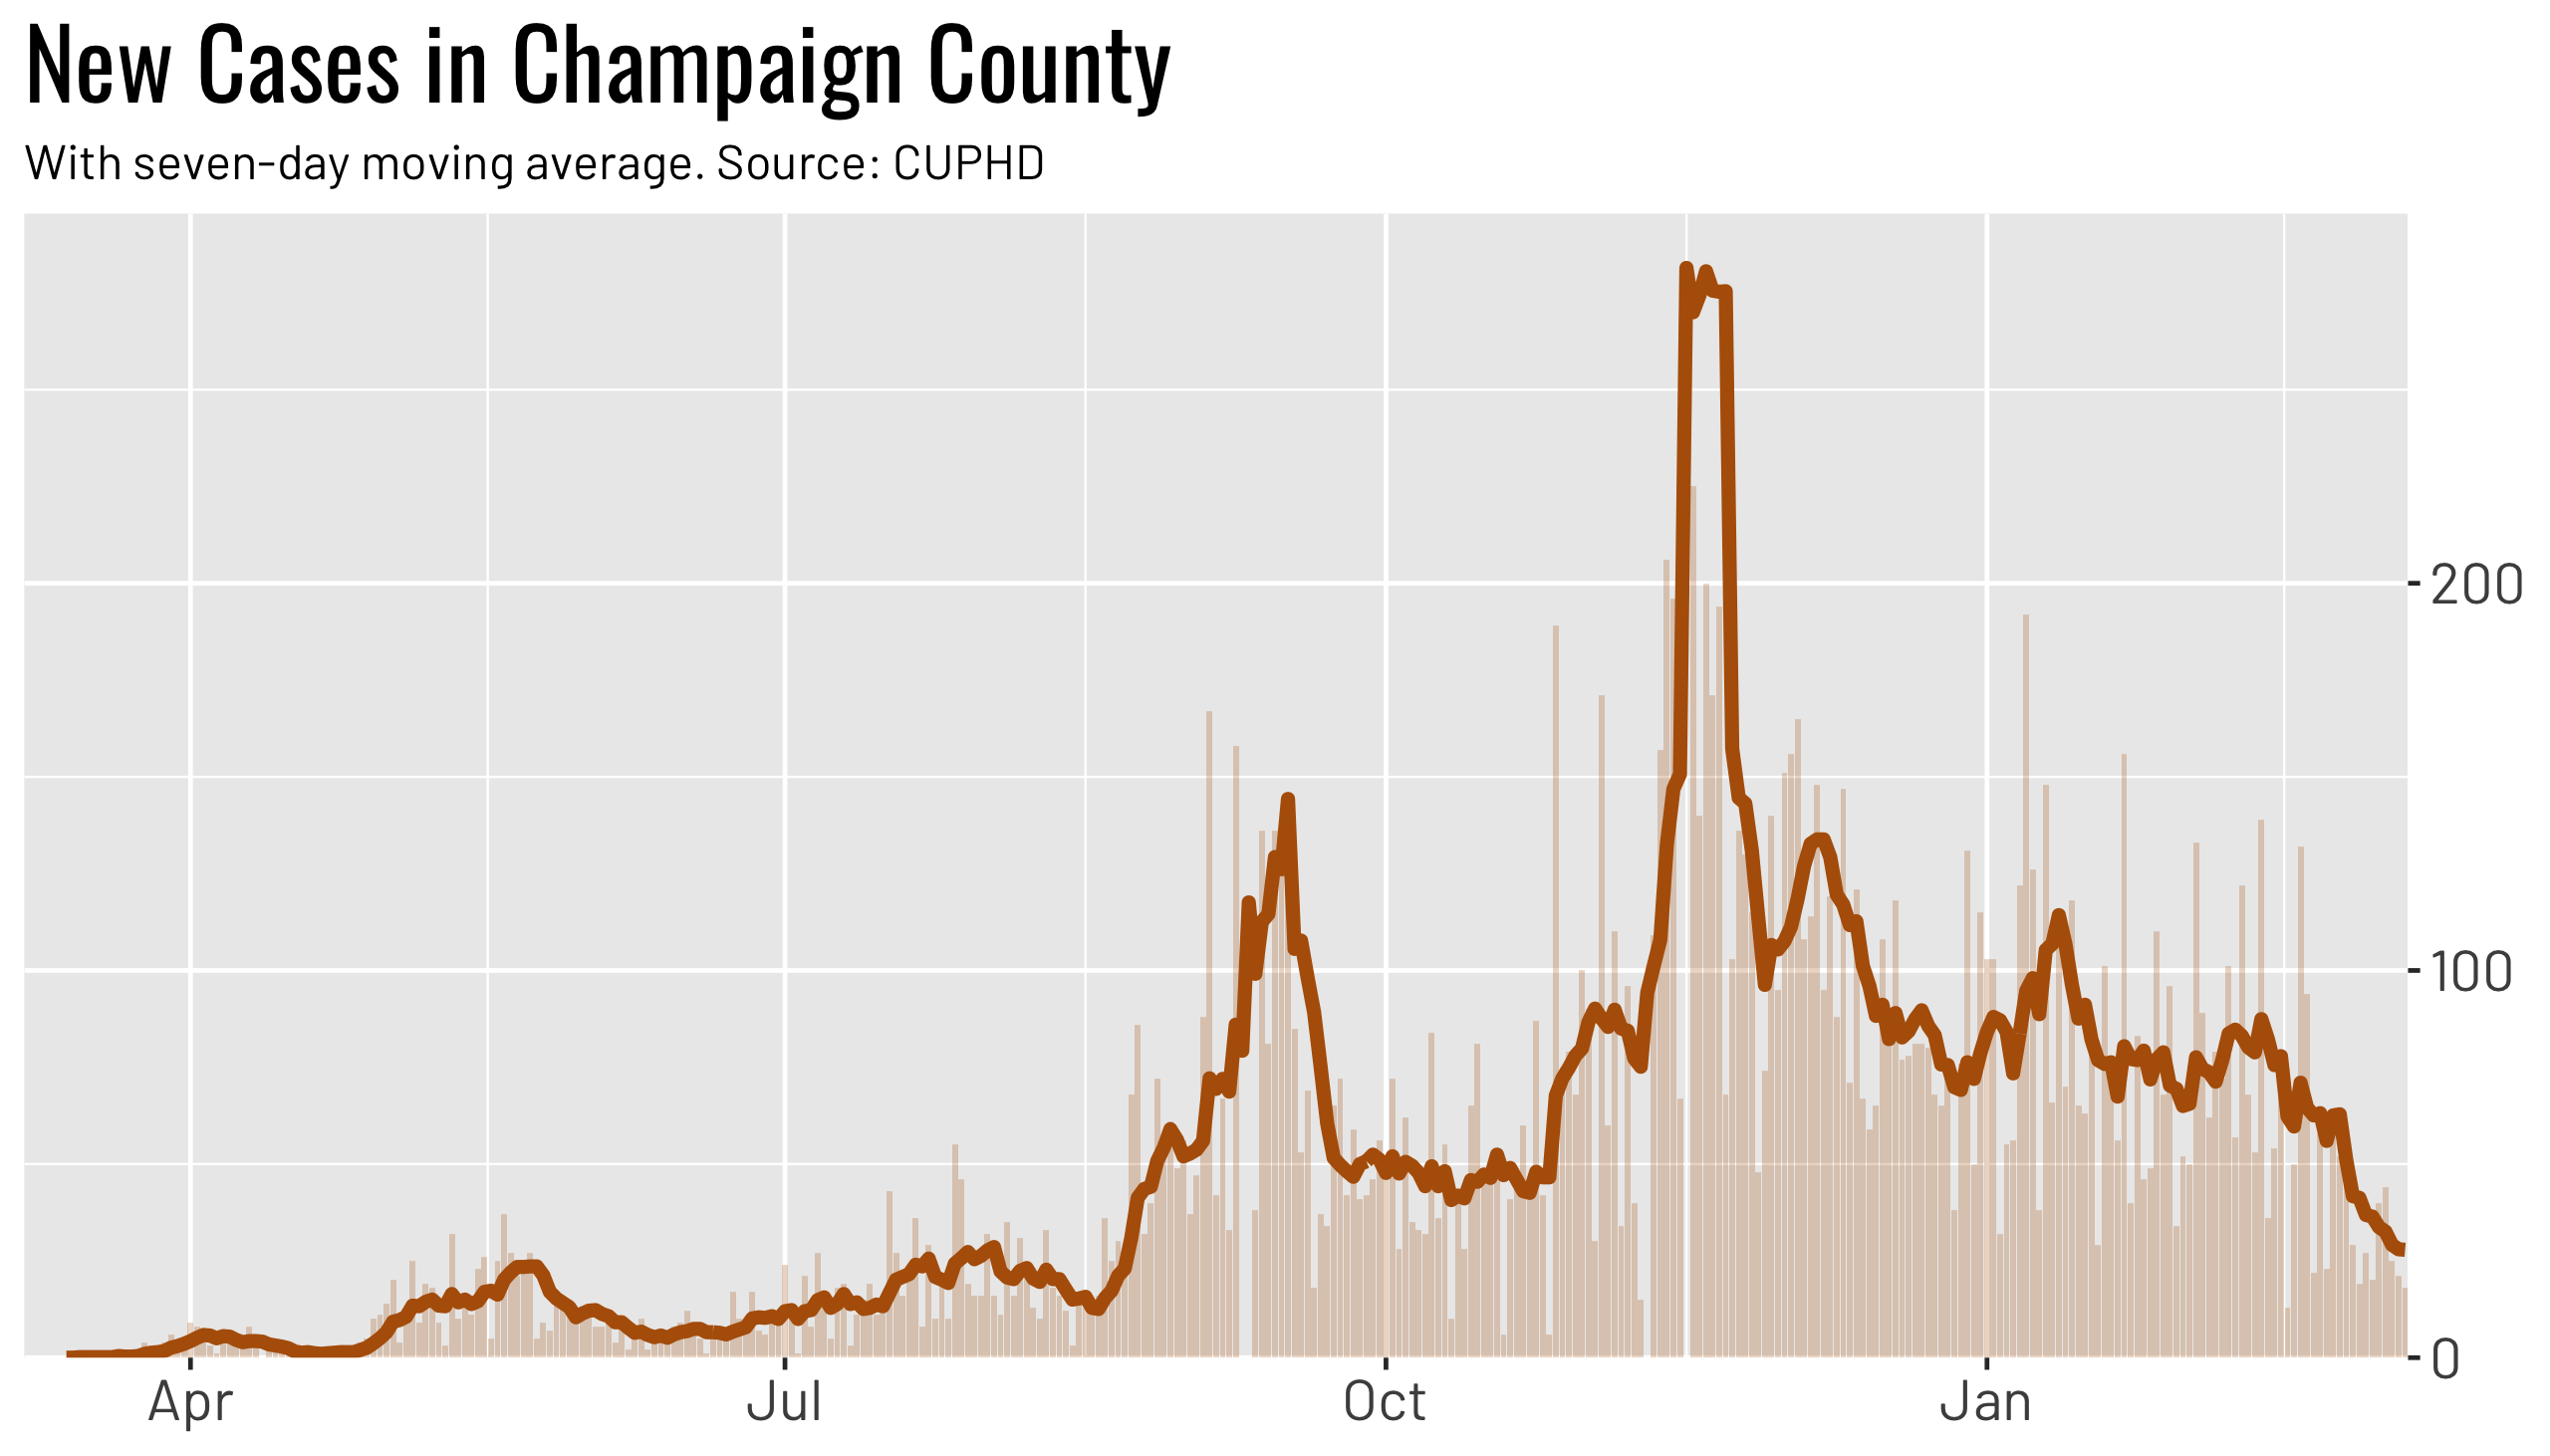 New Cases in Champaign County
With seven-day moving average. Source: CUPHD
200
100
0
Apr Jul Oct Jan